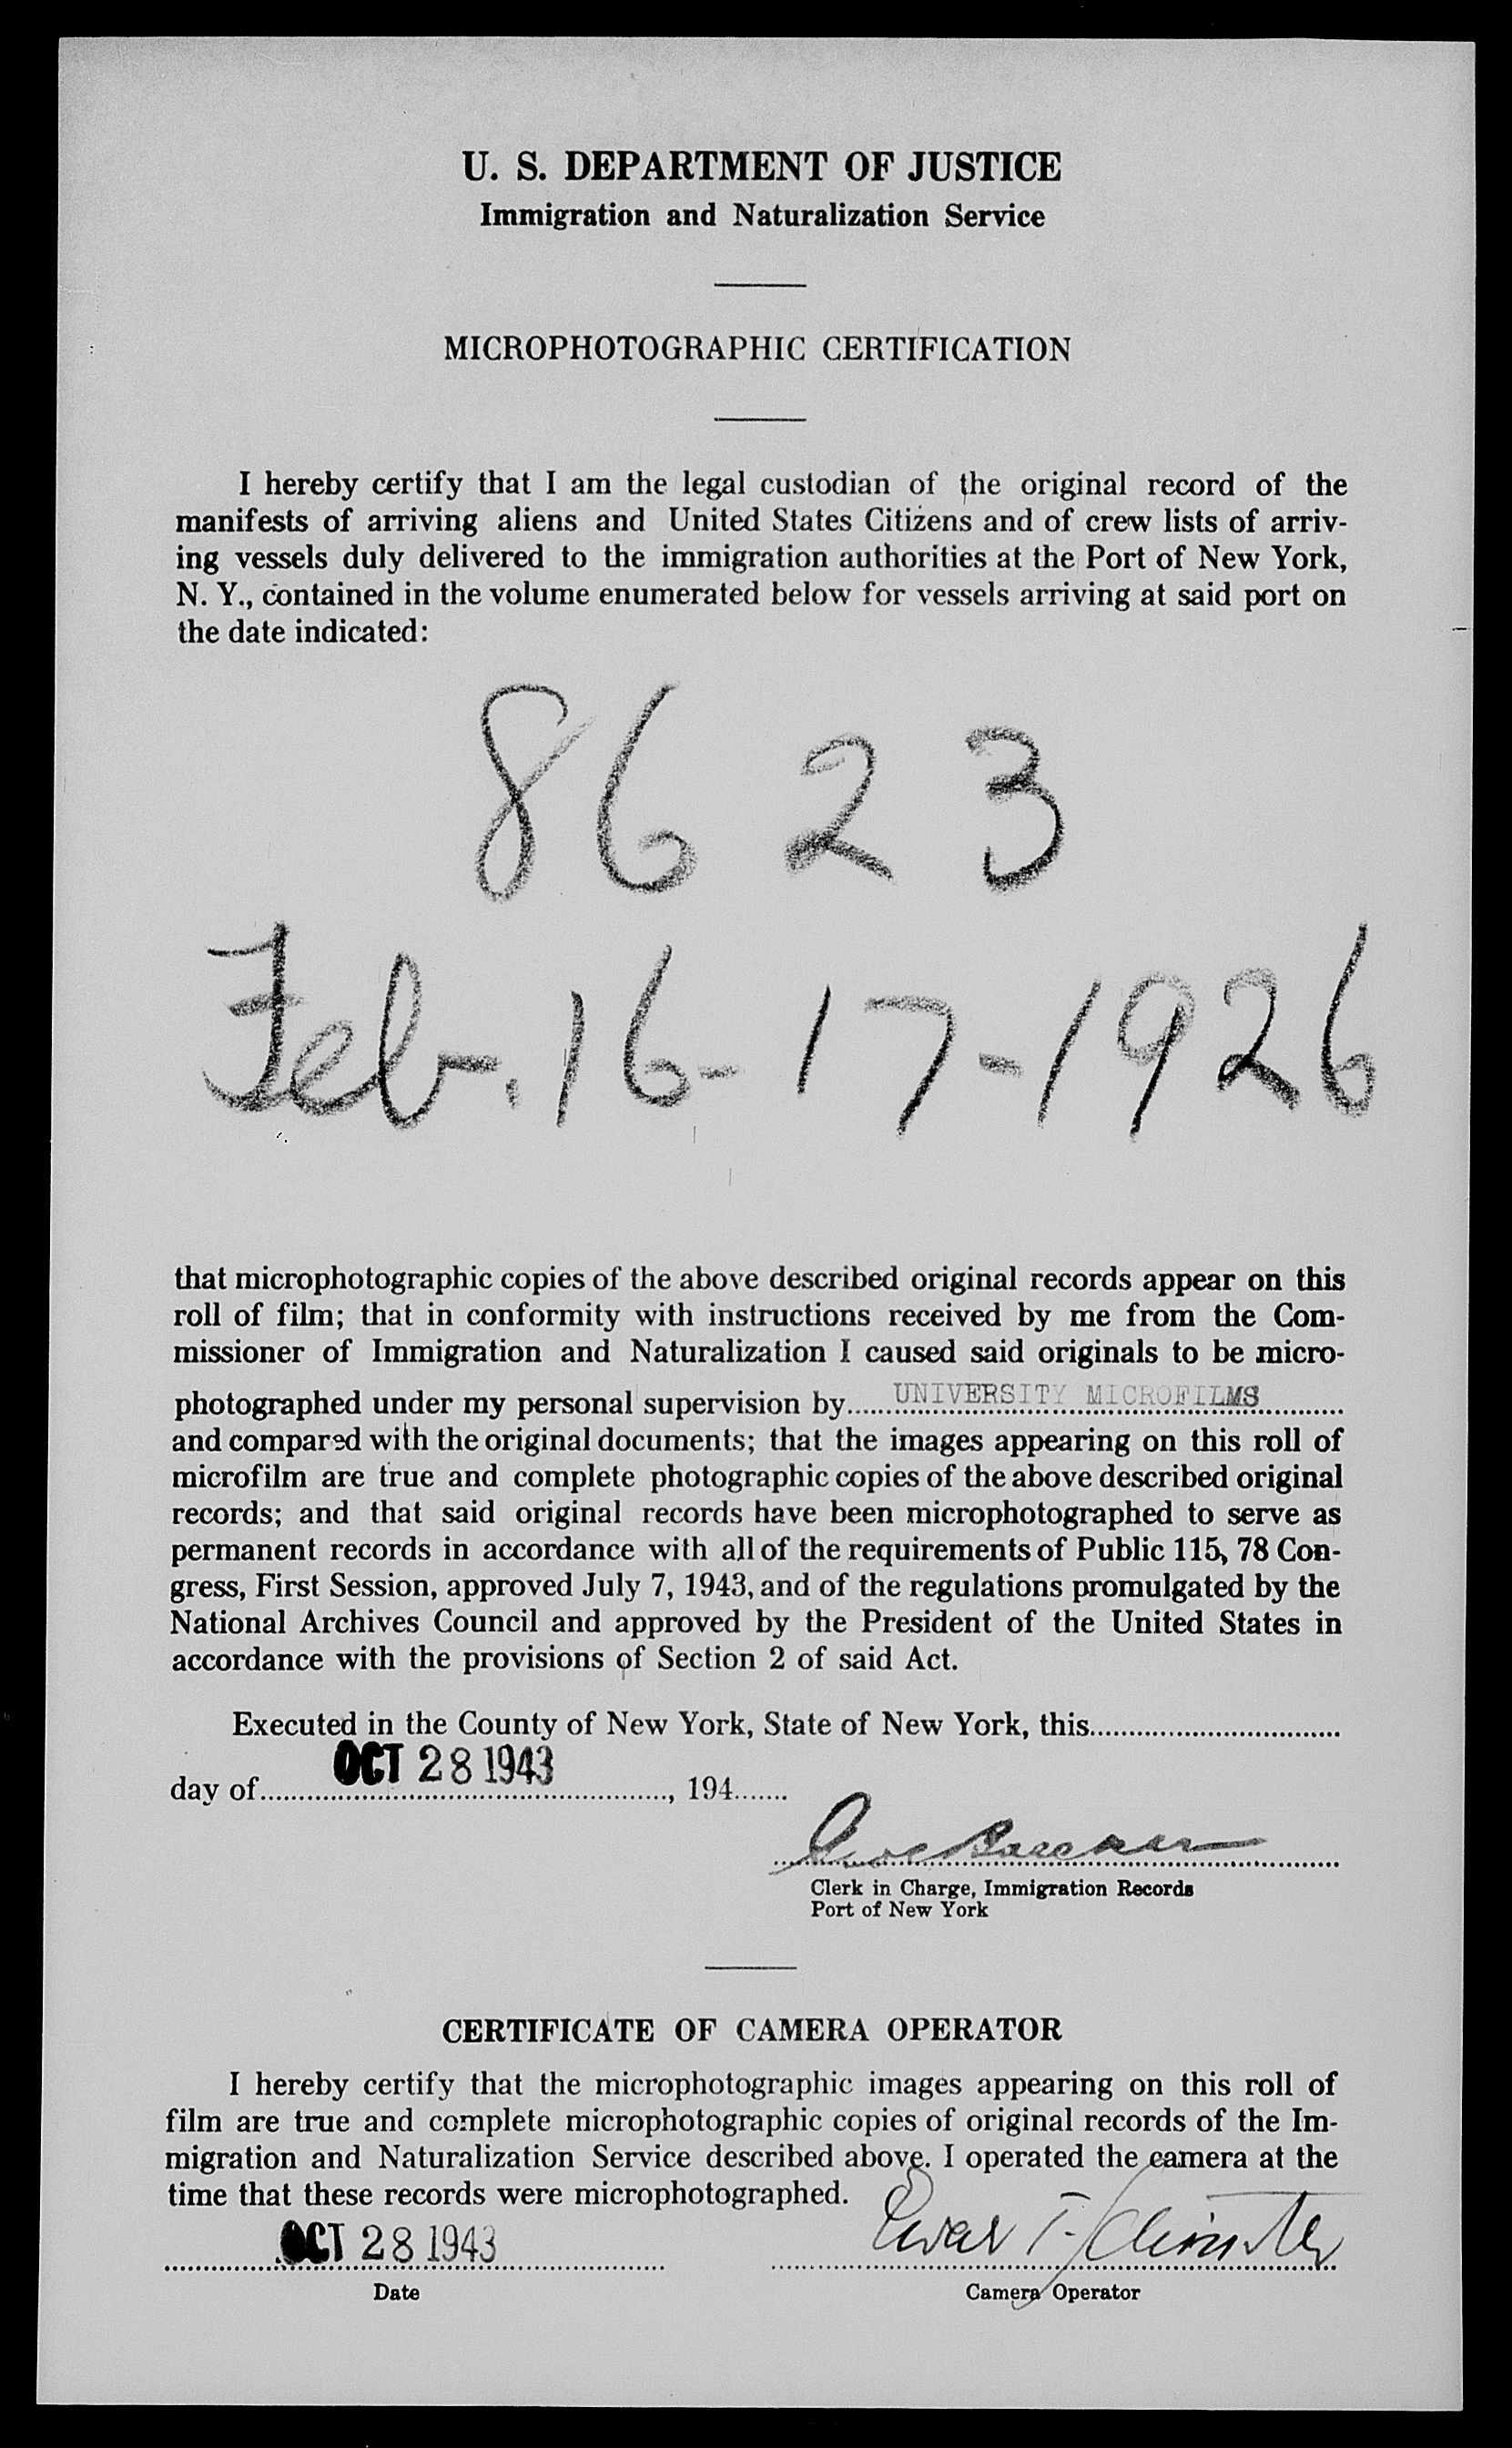 U. S. DEPARTMENT OF JUSTICE
Immigration and Naturalization Service
MICROPHOTOGRAPHIC CERTIFICATION
I hereby certify that I am the legal custodian of the original record of the
manifests of arriving aliens and United States Citizens and of crew lists of arriv-
ing vessels duly delivered to the immigration authorities at the Port of New York,
N. Y., contained in the volume enumerated below for vessels arriving at said port on
the date indicated:
8623
Feb. 16-17-1926
that microphotographic copies of the above described original records appear on this
roll of film; that in conformity with instructions received by me from the Com-
missioner of Immigration and Naturalization I caused said originals to be micro-
photographed under my personal supervision by UNIVERSITY MICROFILMS
and compared with the original documents; that the images appearing on this roll of
microfilm are true and complete photographic copies of the above described original
records; and that said original records have been microphotographed to serve as
permanent records in accordance with all of the requirements of Public 115, 78 Con-
gress, First Session, approved July 7, 1943, and of the regulations promulgated by the
National Archives Council and approved by the President of the United States in
accordance with the provisions of Section 2 of said Act.
Executed in the County of New York, State of New York, this
day of OCT 28 1943, 194
Clerk in Charge, Immigration Records
Port of New York
CERTIFICATE OF CAMERA OPERATOR
I hereby certify that the microphotographic images appearing on this roll of
film are true and complete microphotographic copies of original records of the Im-
migration and Naturalization Service described above. I operated the camera at the
time that these records were microphotographed.
OCT 28 1943
Date
Camera Operator